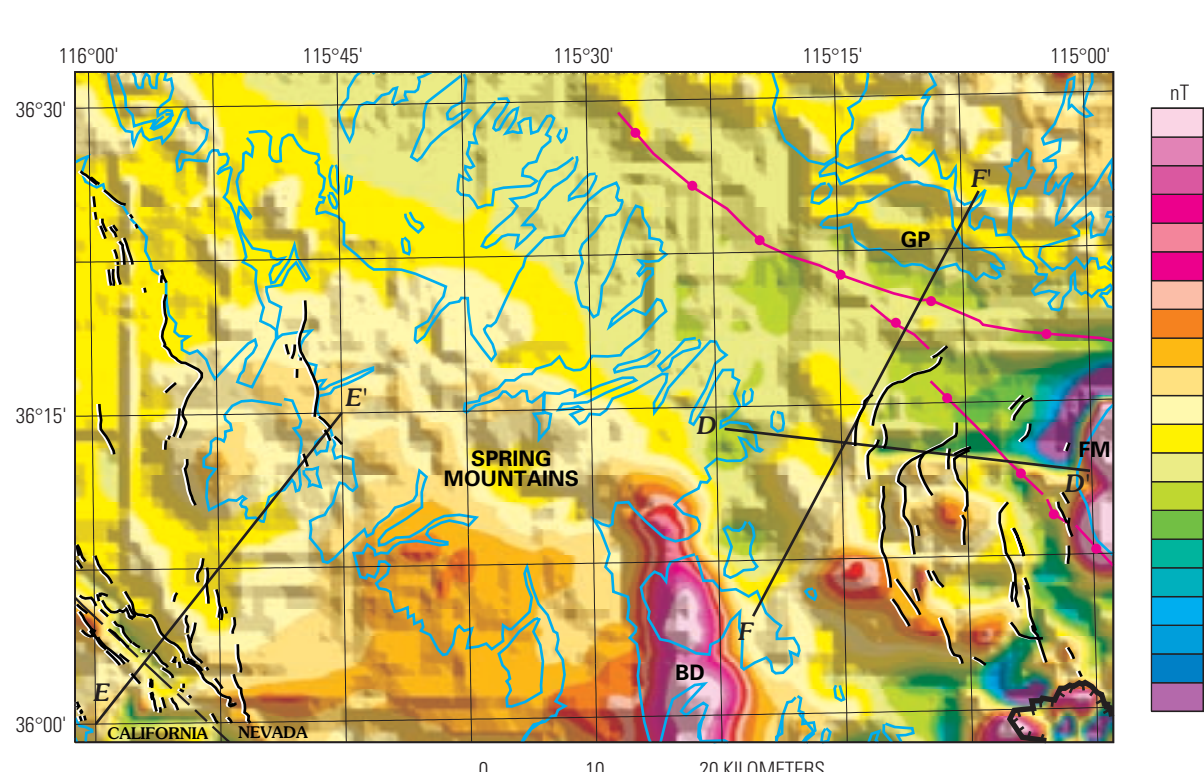 116°00' 115°45' 115°30' 115°15' 115°00'
nT
36°30'
F'
GP
E'
36°15'
D
SPRING
MOUNTAINS
FM
D'
F
BD
E
36°00'
CALIFORNIA NEVADA
0 10 20 KILOMETERS